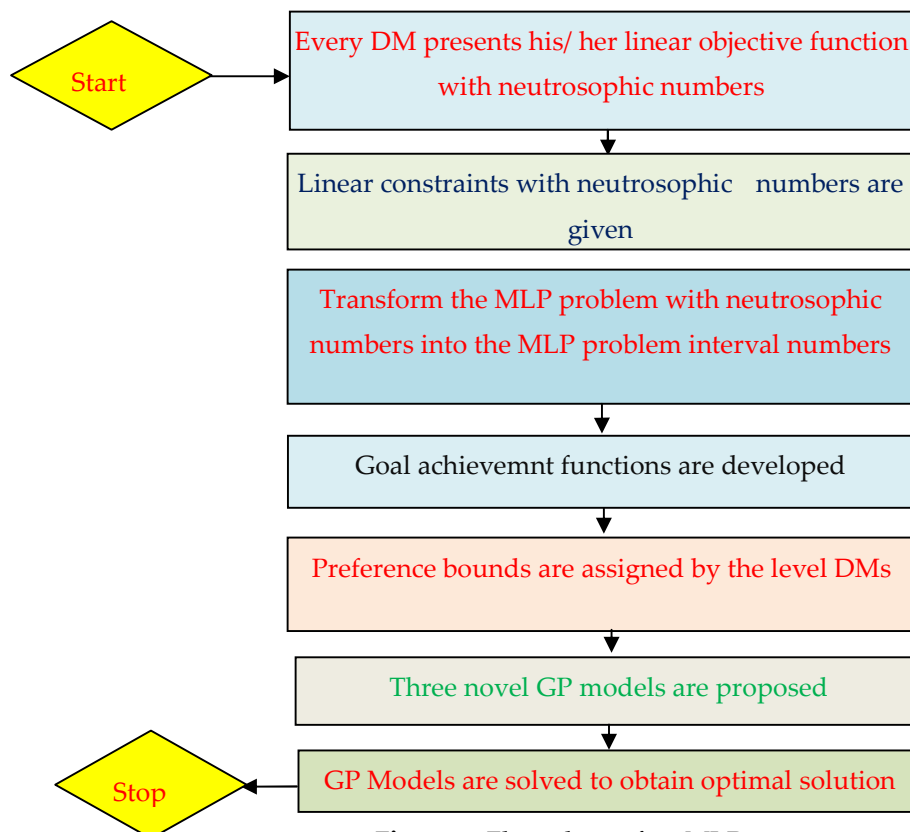 Start
Every DM presents his/ her linear objective function
with neutrosophic numbers
Linear constraints with neutrosophic numbers are
given
Transform the MLP problem with neutrosophic
numbers into the MLP problem interval numbers
Goal achievemnt functions are developed
Preference bounds are assigned by the level DMs
Three novel GP models are proposed
GP Models are solved to obtain optimal solution
Stop